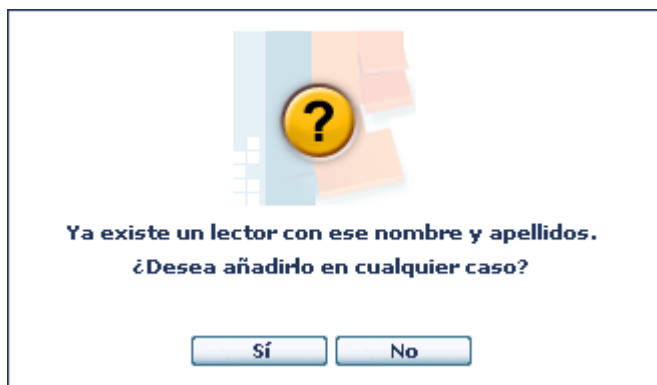 ?
Ya existe un lector con ese nombre y apellidos.
¿Desea añadirlo en cualquier caso?
Sí No